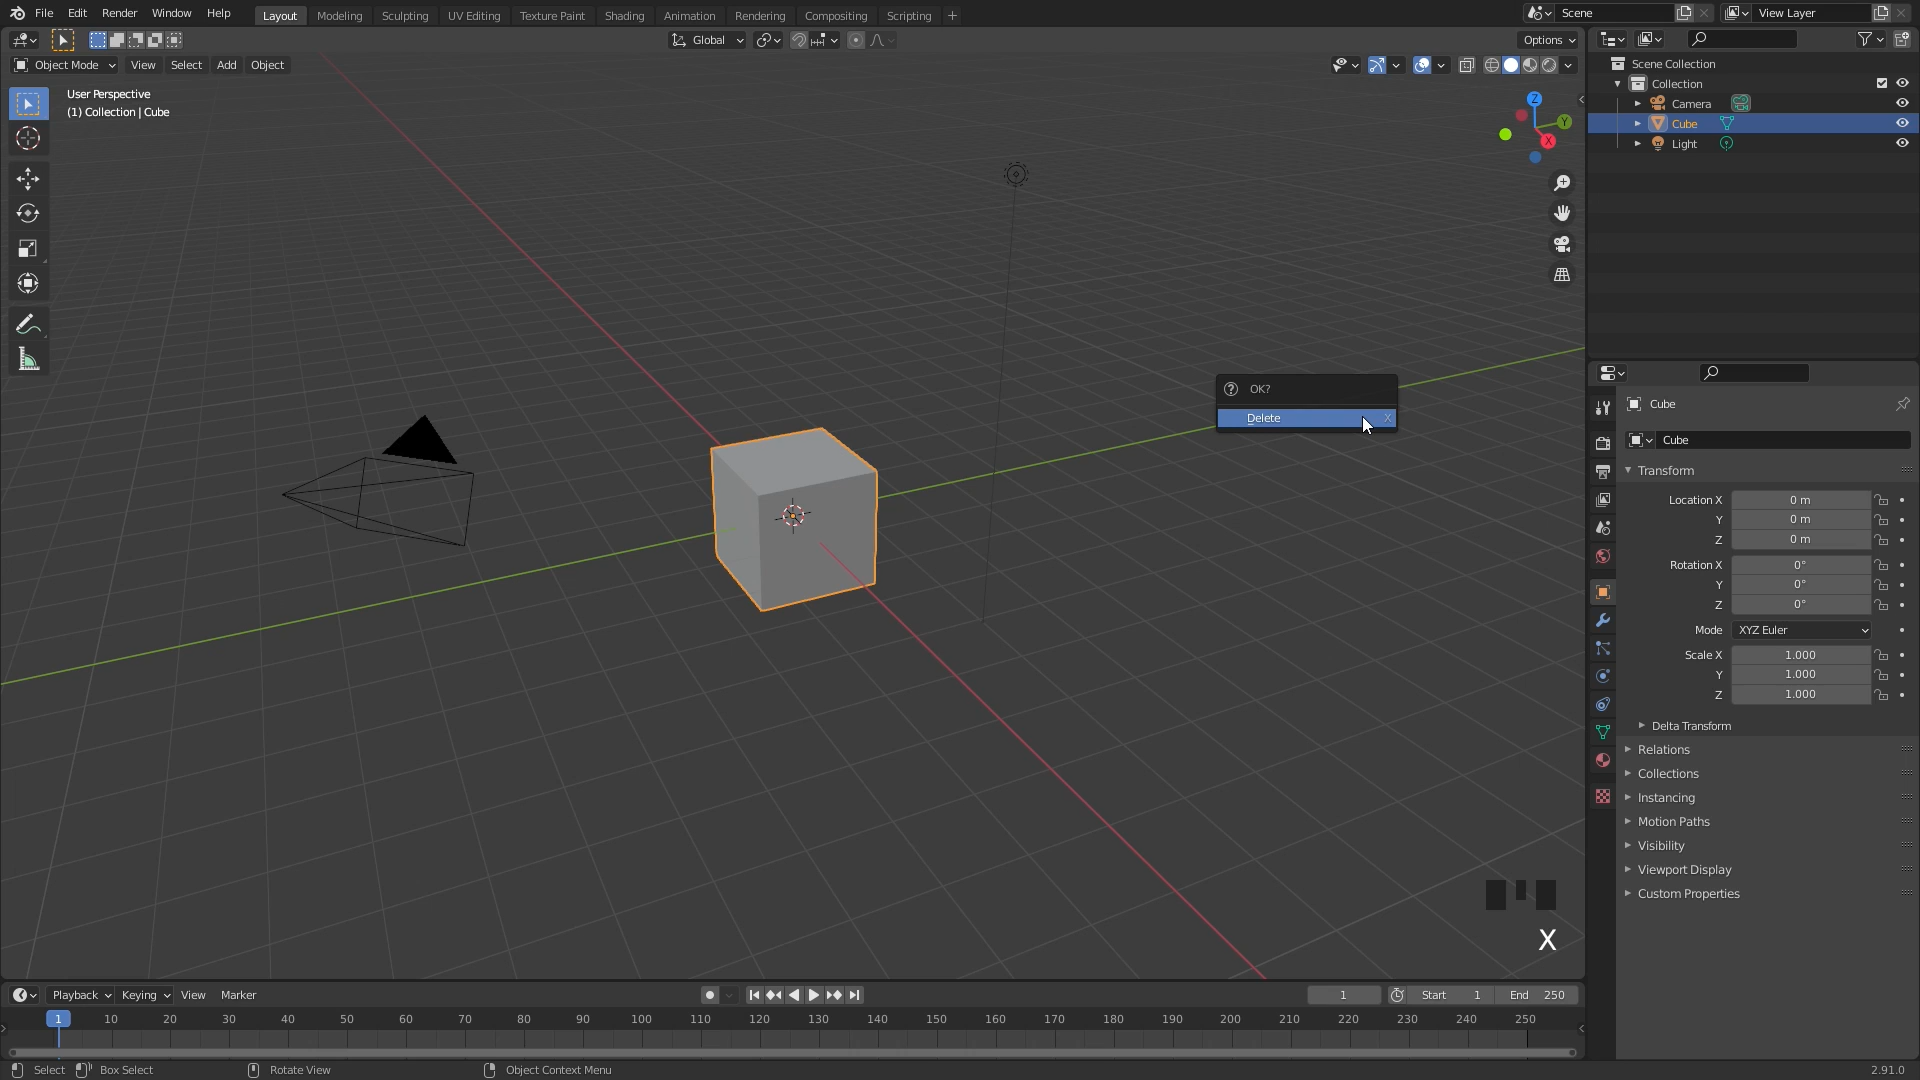 File Edit Render Window Help Layout Modeling Sculpting UV Editing Texture Paint Shading Animation Rendering Compositing Scripting + Scene View Layer
Global Options
Object Mode View Select Add Object
User Perspective
(1) Collection | Cube
Z
Y
X
Scene Collection
Collection
Camera
Cube
Light
OK?
Delete X
Cube
Cube
Transform
Location X 0 m
Y 0 m
Z 0 m
Rotation X 0°
Y 0°
Z 0°
Mode XYZ Euler
Scale X 1.000
Y 1.000
Z 1.000
Delta Transform
Relations
Collections
Instancing
Motion Paths
Visibility
Viewport Display
Custom Properties
X
Playback Keying View Marker 1 Start 1 End 250
1 10 20 30 40 50 60 70 80 90 100 110 120 130 140 150 160 170 180 190 200 210 220 230 240 250
Select Box Select Rotate View Object Context Menu 2.91.0